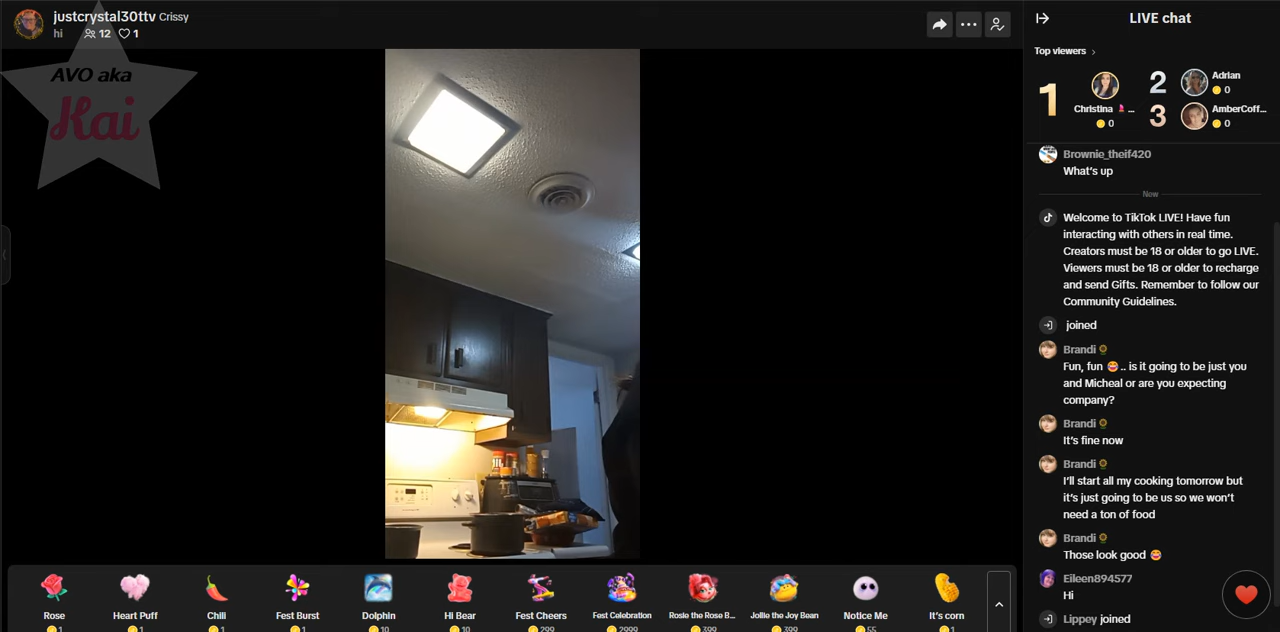 justcrystal30ttv Crissy
hi 12 1
AVO aka
Kai
LIVE chat
Top viewers
1
Christina ...
0
2
Adrian
0
3
AmberCoff...
0
Brownie_theif420
What's up
Now
Welcome to TikTok LIVE! Have fun
interacting with others in real time.
Creators must be 18 or older to go LIVE.
Viewers must be 18 or older to recharge
and send Gifts. Remember to follow our
Community Guidelines.
joined
Brandi
Fun, fun 😆 .. is it going to be just you
and Micheal or are you expecting
company?
Brandi
It's fine now
Brandi
I'll start all my cooking tomorrow but
it's just going to be us so we won't
need a ton of food
Brandi
Those look good 😆
Eileen894577
Hi
Lippey joined
Rose
1
Heart Puff
1
Chili
1
Fest Burst
1
Dolphin
10
Hi Bear
10
Fest Cheers
299
Fest Celebration
2999
Rosie the Rose B...
399
Jollie the Joy Bean
399
Notice Me
55
It's corn
1